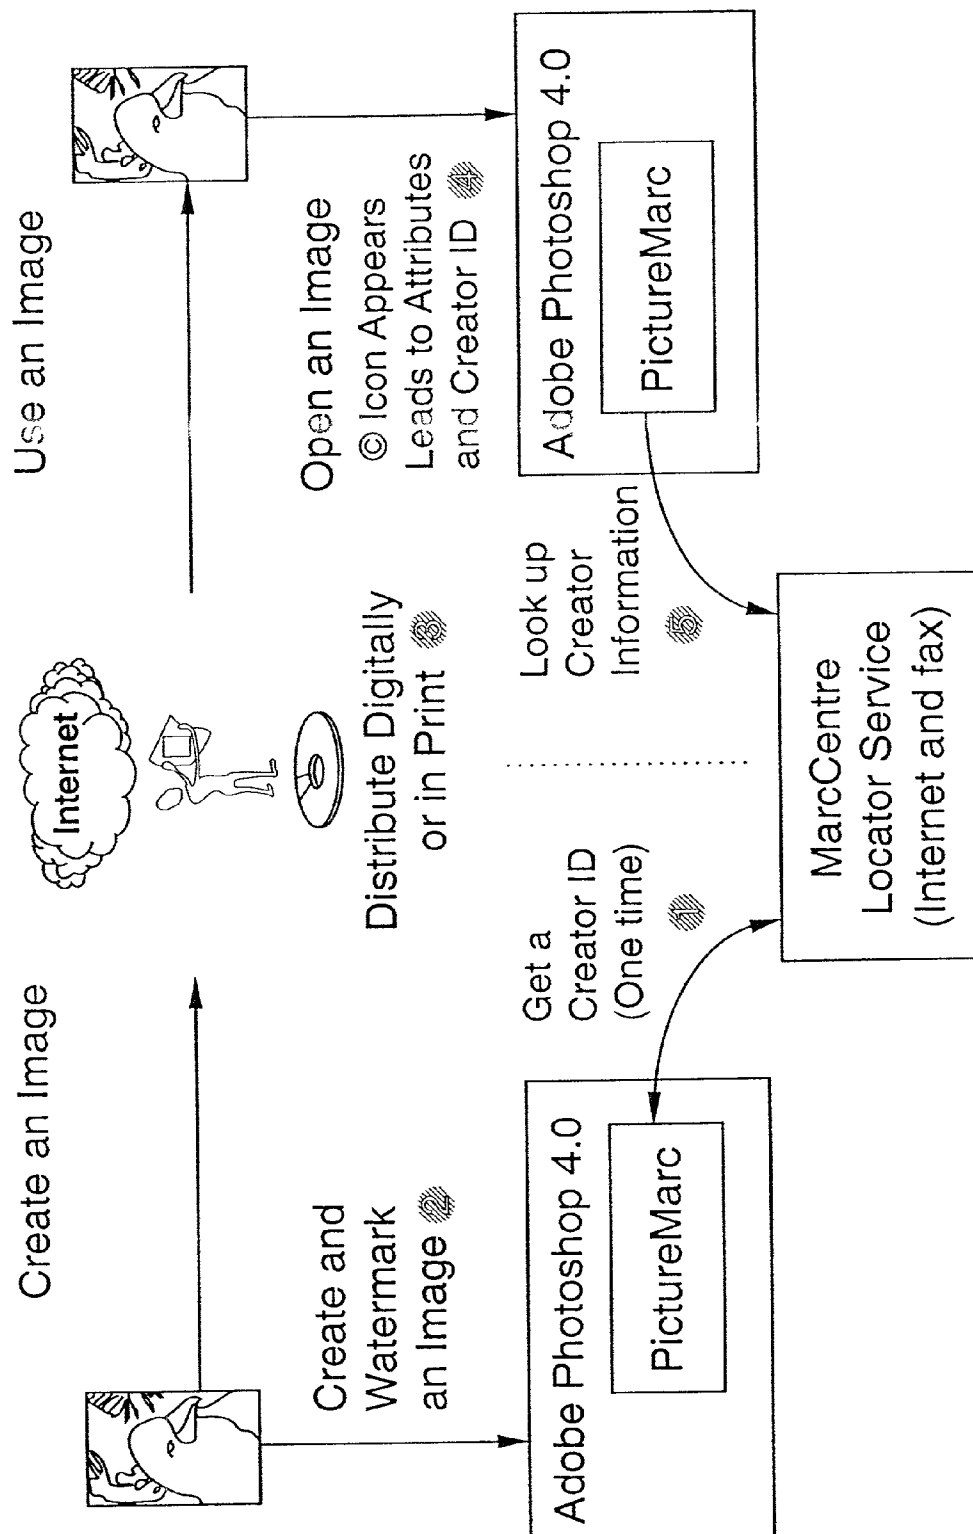 Create an Image
Use an Image
Internet
Create and
Watermark
an Image 2
Distribute Digitally
or in Print 3
Open an Image
© Icon Appears
Leads to Attributes
and Creator ID 4
Adobe Photoshop 4.0
PictureMarc
Get a
Creator ID
(One time)
1
Look up
Creator
Information
5
Adobe Photoshop 4.0
PictureMarc
MarcCentre
Locator Service
(Internet and fax)